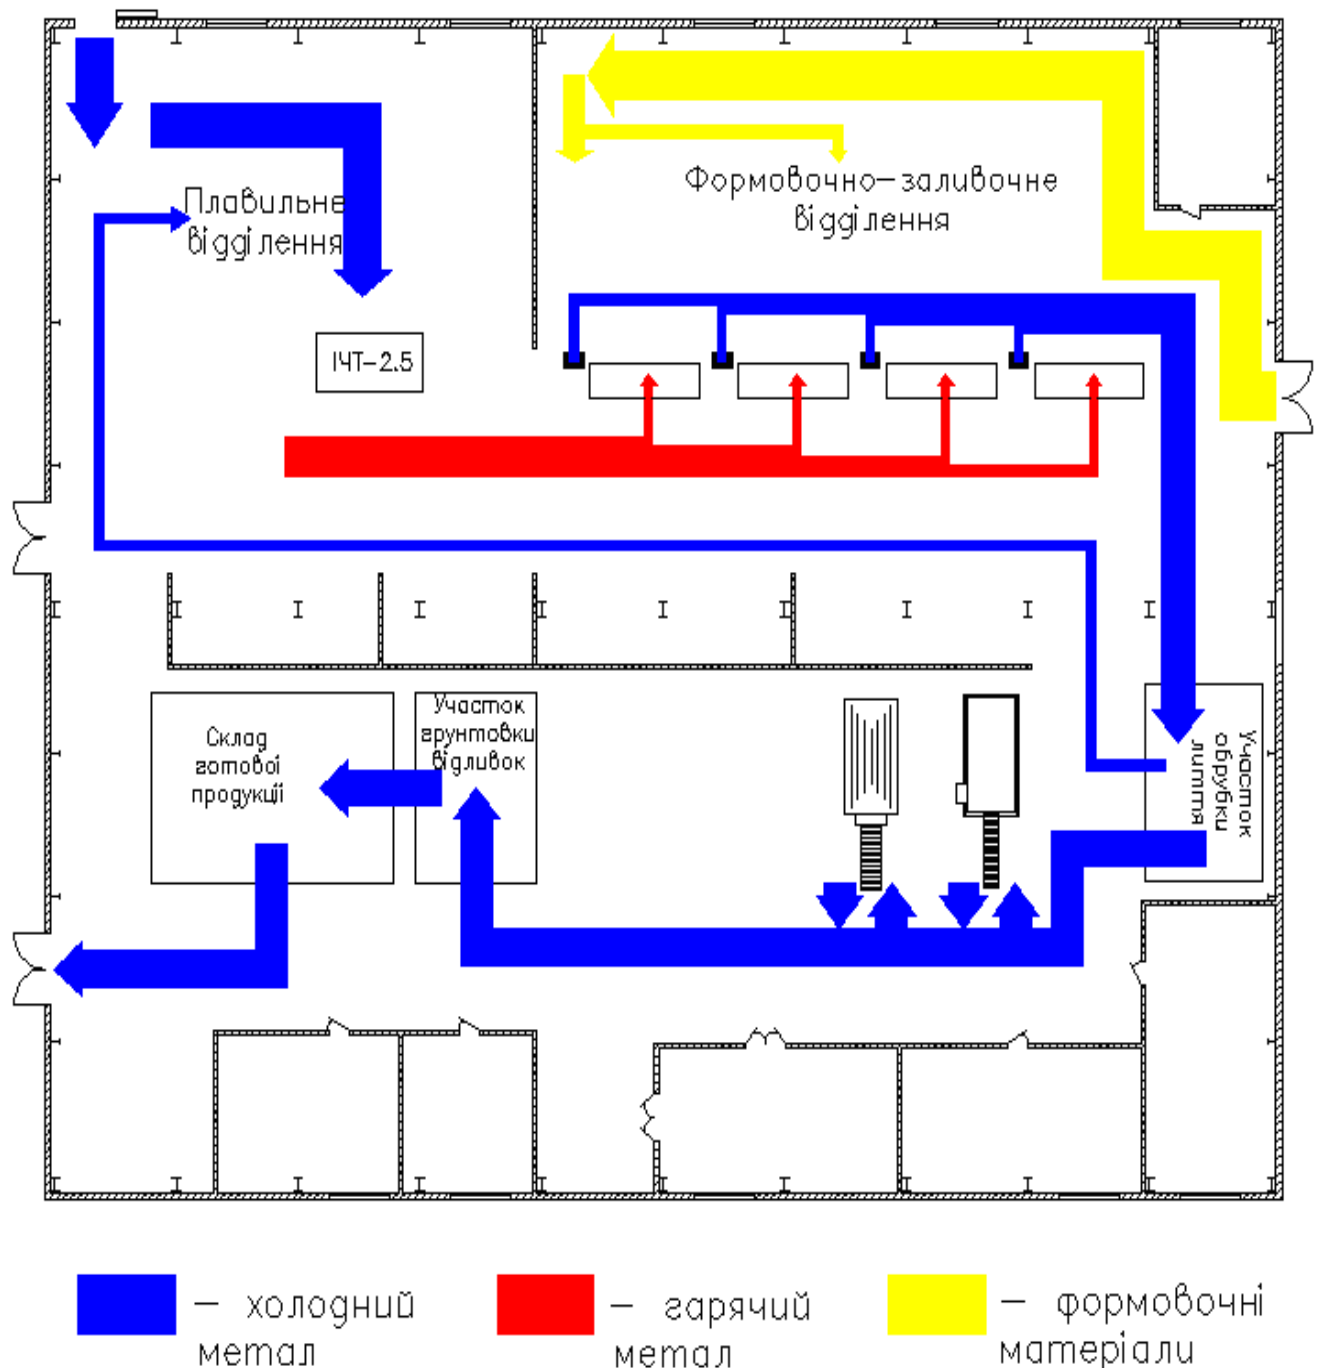 Плавильне
відділення
Формовочно-заливочне
відділення
ІЧТ-2.5
Склад
готової
продукції
Участок
грунтовки
відливок
Участок
обрубки
лиття
– холодний
метал
– гарячий
метал
– формовочні
матеріали